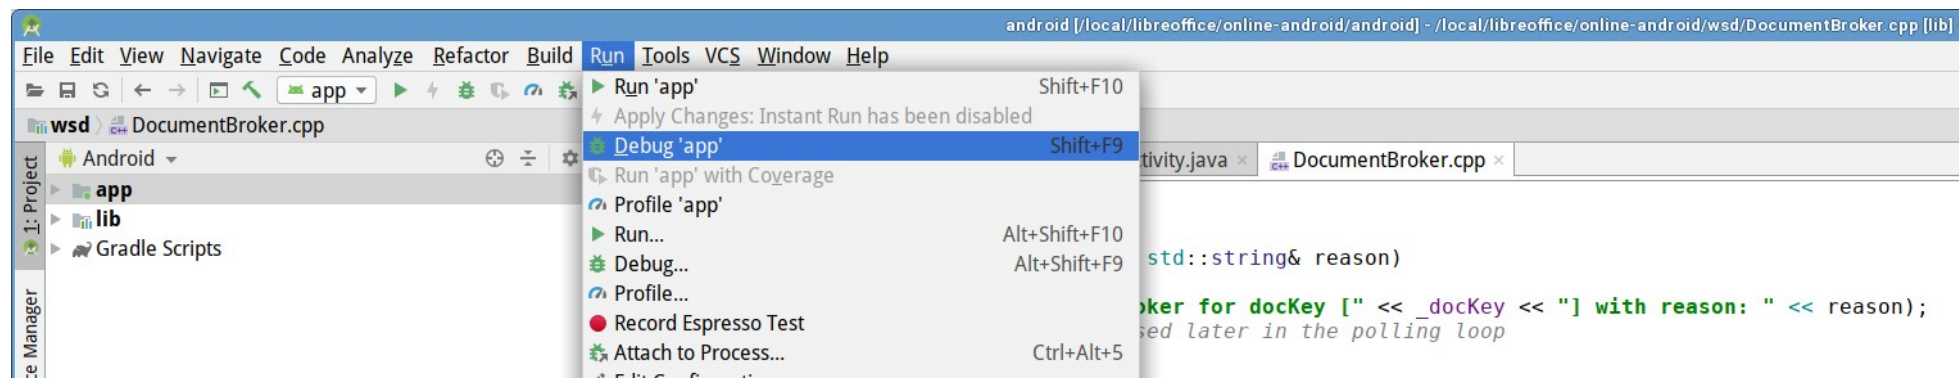 android [/local/libreoffice/online-android/android] - /local/libreoffice/online-android/wsd/DocumentBroker.cpp [lib]
File Edit View Navigate Code Analyze Refactor Build Run Tools VCS Window Help
app
Run 'app' Shift+F10
Apply Changes: Instant Run has been disabled
wsd DocumentBroker.cpp
Debug 'app' Shift+F9
Android
tivity.java DocumentBroker.cpp
Run 'app' with Coverage
1: Project
app
Profile 'app'
lib
Run... Alt+Shift+F10
Gradle Scripts
Debug... Alt+Shift+F9
std::string& reason)
Profile...
oker for docKey [" << _docKey << "] with reason: " << reason);
Record Espresso Test
sed later in the polling loop
ce Manager
Attach to Process... Ctrl+Alt+5